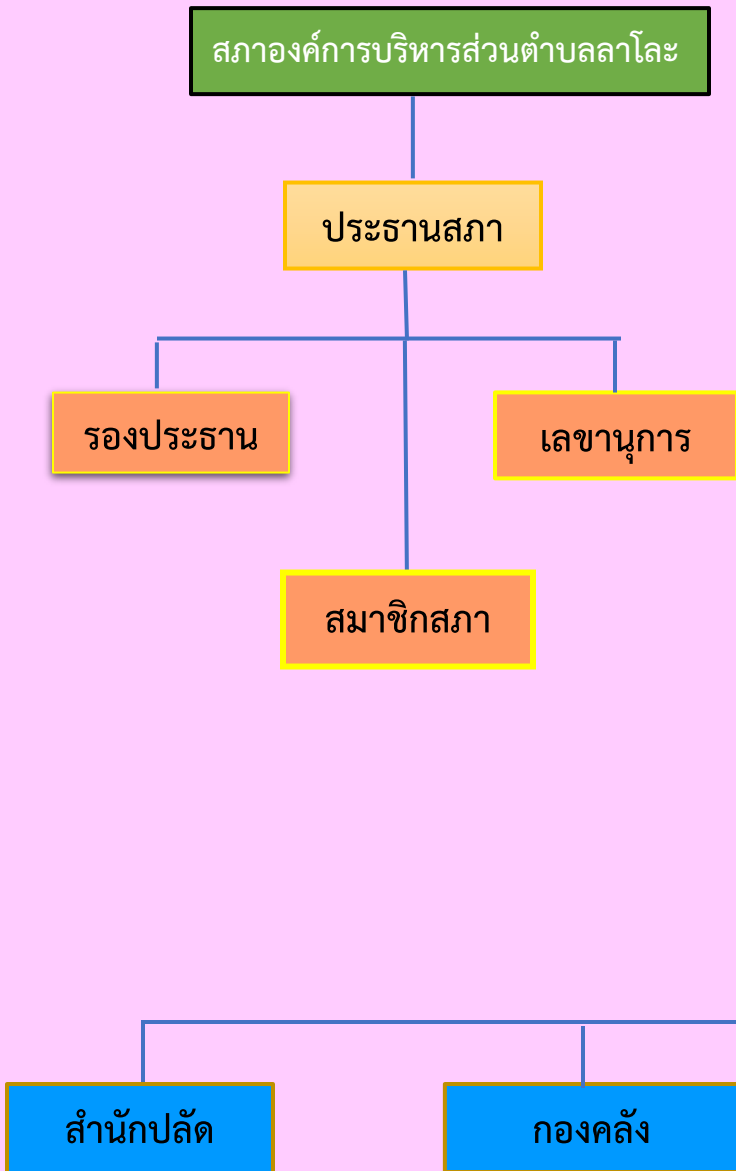 สภาองค์การบริหารส่วนตำบลลาโละ
ประธานสภา
รองประธาน
เลขานุการ
สมาชิกสภา
สำนักปลัด
กองคลัง